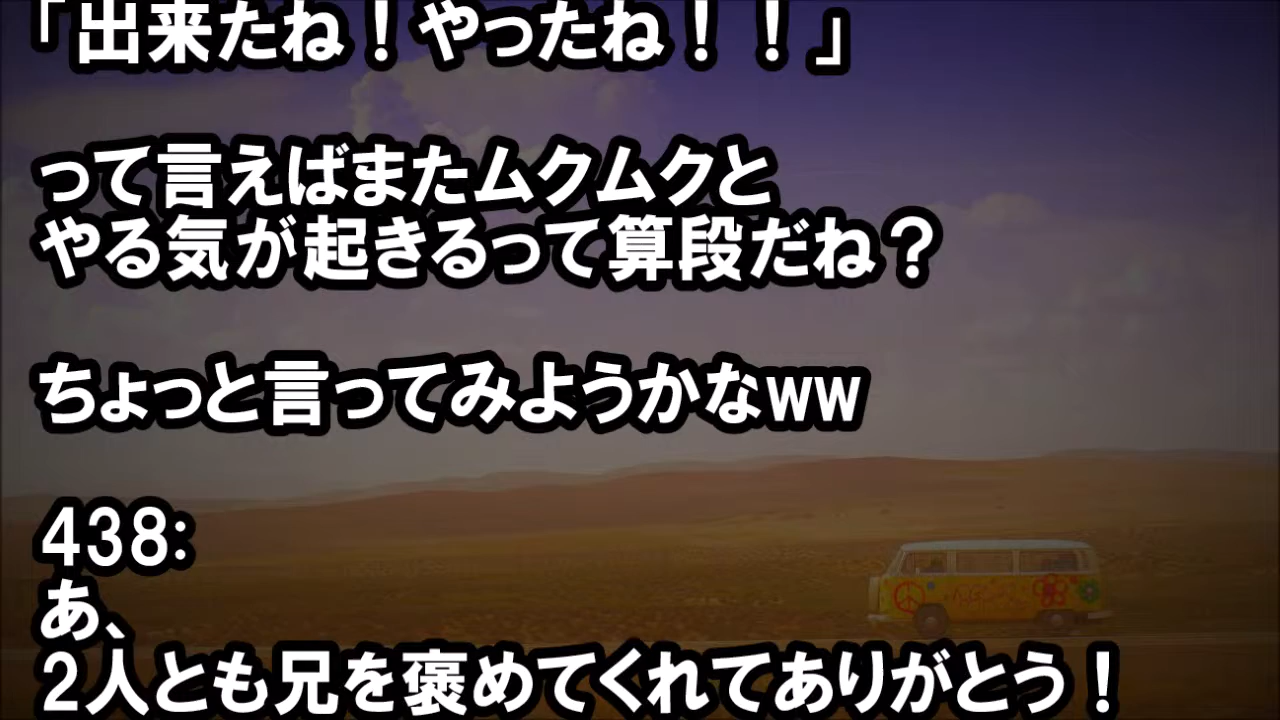 「出来たね！やったね！！」
って言えばまたムクムクと
やる気が起きるって算段だね？
ちょっと言ってみようかなww
438:
あ、
2人とも兄を褒めてくれてありがとう！